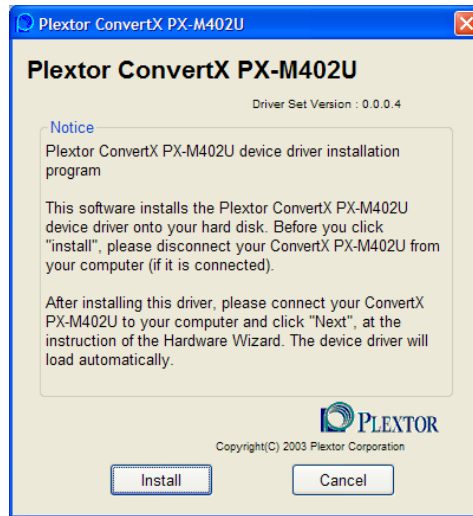 Plextor ConvertX PX-M402U
Plextor ConvertX PX-M402U
Driver Set Version : 0.0.0.4
Notice
Plextor ConvertX PX-M402U device driver installation
program
This software installs the Plextor ConvertX PX-M402U
device driver onto your hard disk. Before you click
"install", please disconnect your ConvertX PX-M402U from
your computer (if it is connected).
After installing this driver, please connect your ConvertX
PX-M402U to your computer and click "Next", at the
instruction of the Hardware Wizard. The device driver will
load automatically.
PLEXTOR
Copyright(C) 2003 Plextor Corporation
Install
Cancel